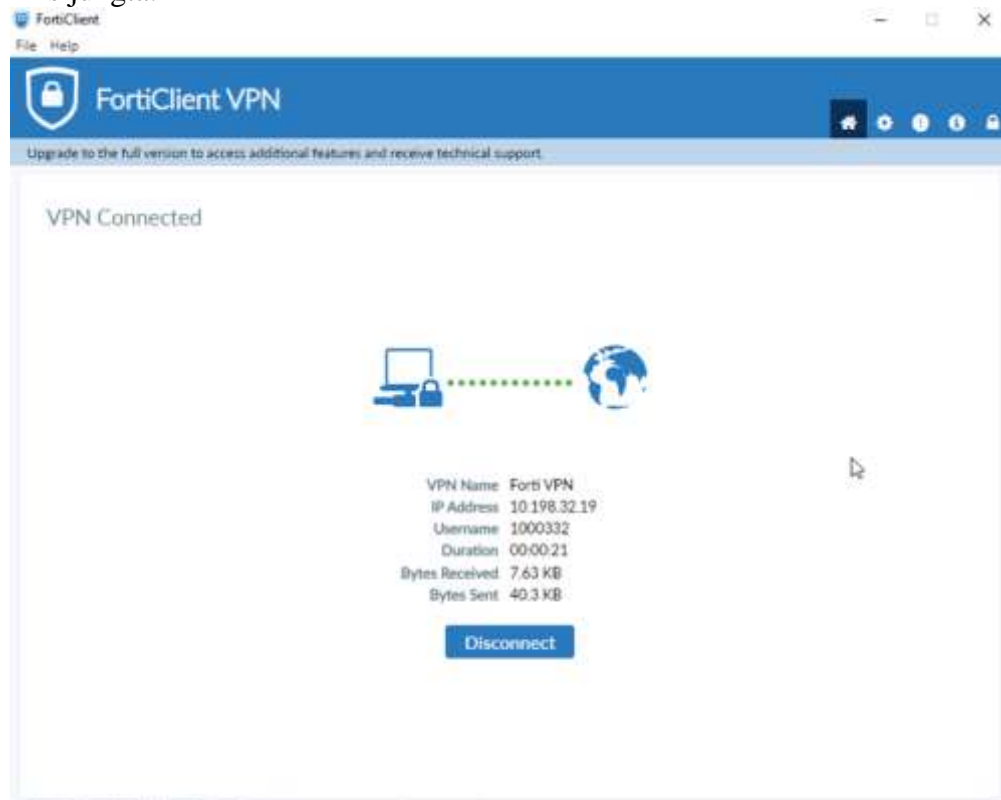 FortiClient
File Help
FortiClient VPN
Upgrade to the full version to access additional features and receive technical support.
VPN Connected
VPN Name Forti VPN
IP Address 10.198.32.19
Username 1000332
Duration 00:00:21
Bytes Received 7.63 KB
Bytes Sent 40.3 KB
Disconnect